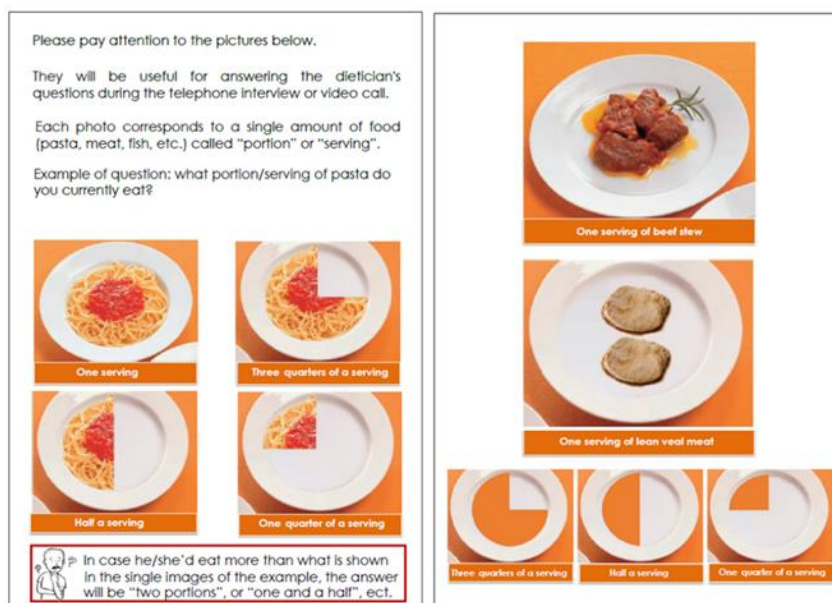 Please pay attention to the pictures below.
They will be useful for answering the dietician's
questions during the telephone interview or video call.
Each photo corresponds to a single amount of food
(pasta, meat, fish, etc.) called “portion” or “serving”.
Example of question: what portion/serving of pasta do
you currently eat?
One serving
Three quarters of a serving
Half a serving
One quarter of a serving
In case he/she’d eat more than what is shown
in the single images of the example, the answer
will be “two portions”, or “one and a half”, ect.
One serving of beef stew
One serving of lean veal meat
Three quarters of a serving
Half a serving
One quarter of a serving